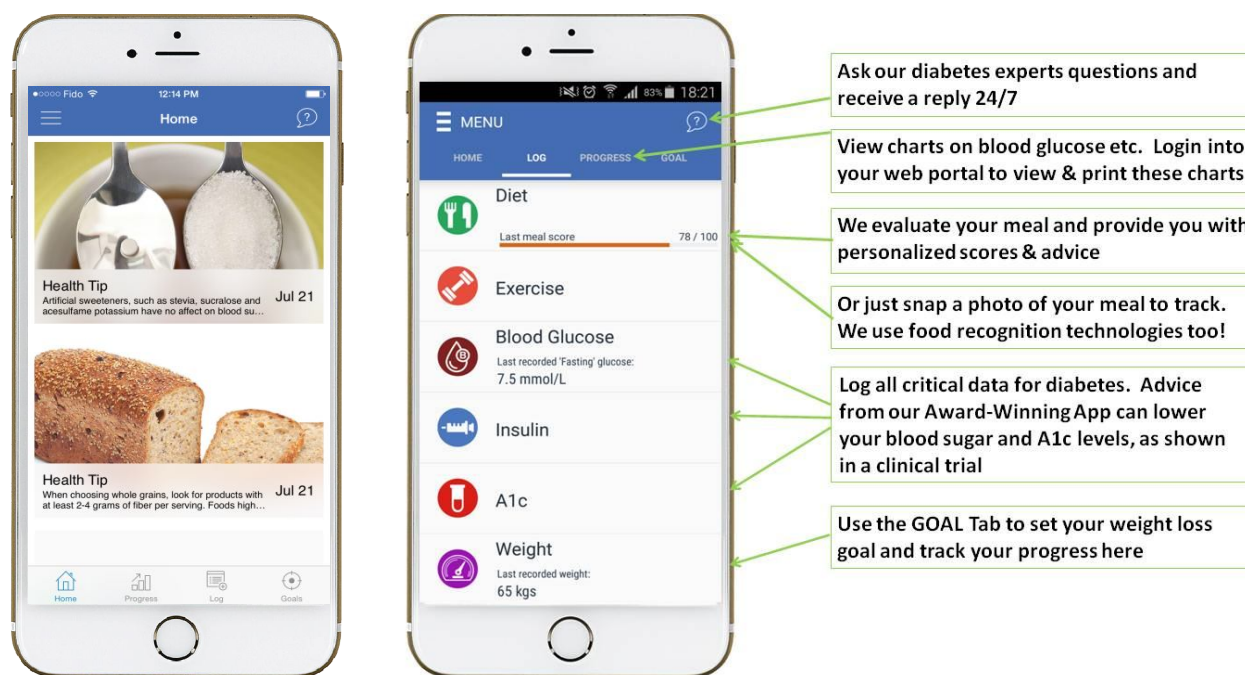 Fido
12:14 PM
Home
?
Health Tip
Artificial sweeteners, such as stevia, sucralose and
acesulfame potassium have no affect on blood su...
Jul 21
Health Tip
When choosing whole grains, look for products with
at least 2-4 grams of fiber per serving. Foods high...
Jul 21
Home
Progress
Log
Goals
83%
18:21
MENU
?
HOME
LOG
PROGRESS
GOAL
Diet
Last meal score
78 / 100
Exercise
Blood Glucose
B
Last recorded 'Fasting' glucose:
7.5 mmol/L
Insulin
A1c
Weight
Last recorded weight:
65 kgs
Ask our diabetes experts questions and
receive a reply 24/7
View charts on blood glucose etc. Login into
your web portal to view & print these charts
We evaluate your meal and provide you with
personalized scores & advice
Or just snap a photo of your meal to track.
We use food recognition technologies too!
Log all critical data for diabetes. Advice
from our Award-Winning App can lower
your blood sugar and A1c levels, as shown
in a clinical trial
Use the GOAL Tab to set your weight loss
goal and track your progress here